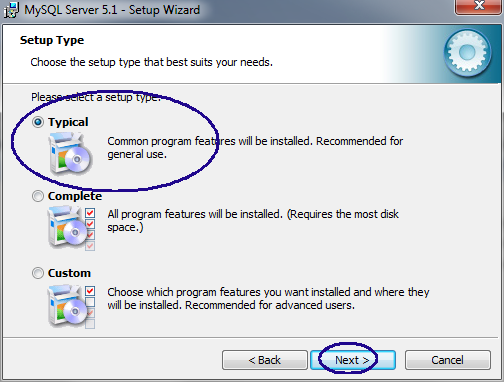 MySQL Server 5.1 - Setup Wizard
Setup Type
Choose the setup type that best suits your needs.
Please select a setup type:
Typical
Common program features will be installed. Recommended for
general use.
Complete
All program features will be installed. (Requires the most disk
space.)
Custom
Choose which program features you want installed and where they
will be installed. Recommended for advanced users.
< Back Next > Cancel